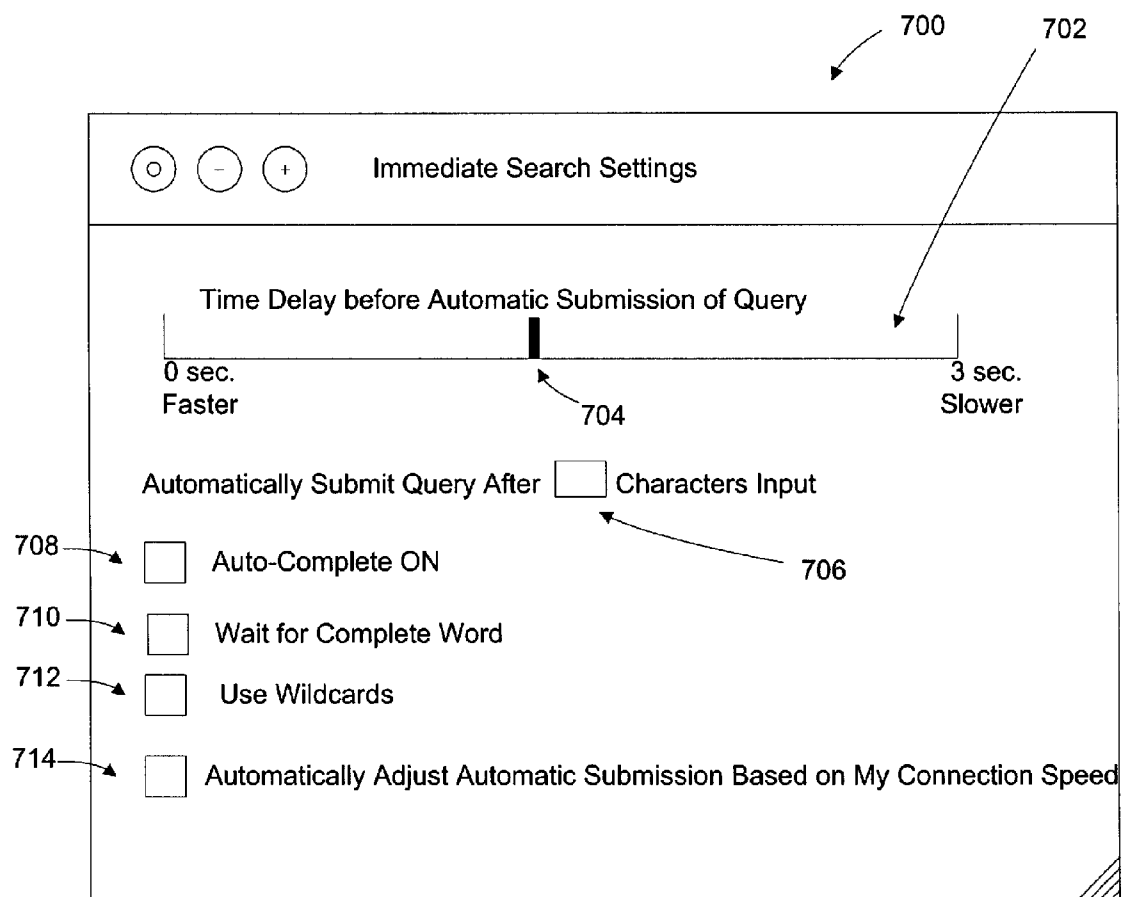 700
702
Immediate Search Settings
Time Delay before Automatic Submission of Query
0 sec. 3 sec.
Faster Slower
704
Automatically Submit Query After Characters Input
706
708 Auto-Complete ON
710 Wait for Complete Word
712 Use Wildcards
714 Automatically Adjust Automatic Submission Based on My Connection Speed